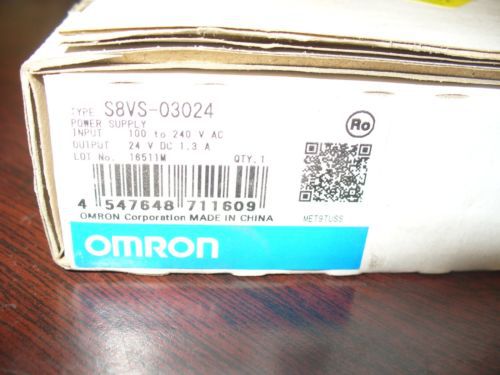 TYPE S8VS-03024
POWER SUPPLY
INPUT 100 to 240 V AC
OUTPUT 24 V DC 1.3 A
LOT No. 16511M QTY.1
Ro
4 547648 711609
OMRON Corporation MADE IN CHINA
MET9TUSS
OMRON